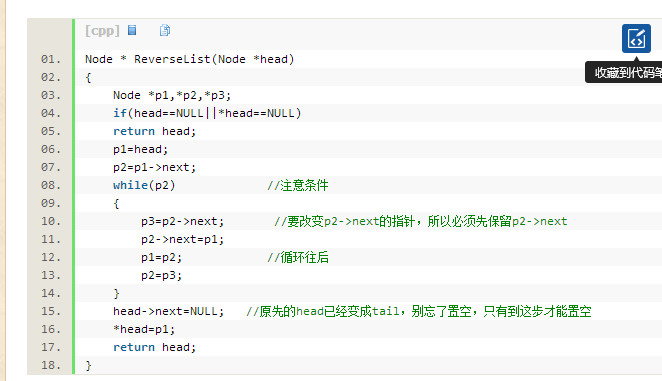 [cpp]
收藏到代码笔
01. Node * ReverseList(Node *head)
02. {
03.     Node *p1,*p2,*p3;
04.     if(head==NULL||*head==NULL)
05.     return head;
06.     p1=head;
07.     p2=p1->next;
08.     while(p2)             //注意条件
09.     {
10.         p3=p2->next;       //要改变p2->next的指针，所以必须先保留p2->next
11.         p2->next=p1;
12.         p1=p2;            //循环往后
13.         p2=p3;
14.     }
15.     head->next=NULL;   //原先的head已经变成tail，别忘了置空，只有到这步才能置空
16.     *head=p1;
17.     return head;
18. }